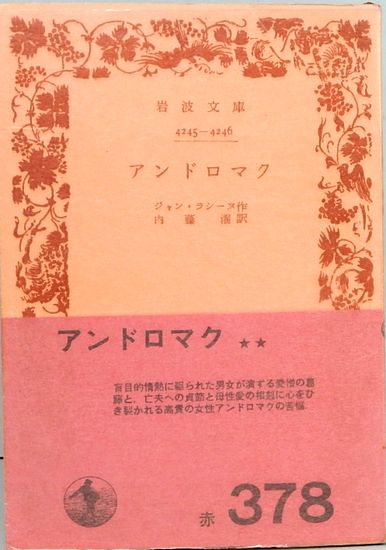 岩波文庫
4245—4246
アンドロマク
ジャン・ラシーヌ作
内藤濯訳
アンドロマク ★★
盲目的情熱に駆られた男女が演ずる愛憎の葛
藤と、亡夫への貞節と母性愛の相剋に心をひ
き裂かれる高貴の女性アンドロマクの苦悩
赤 378